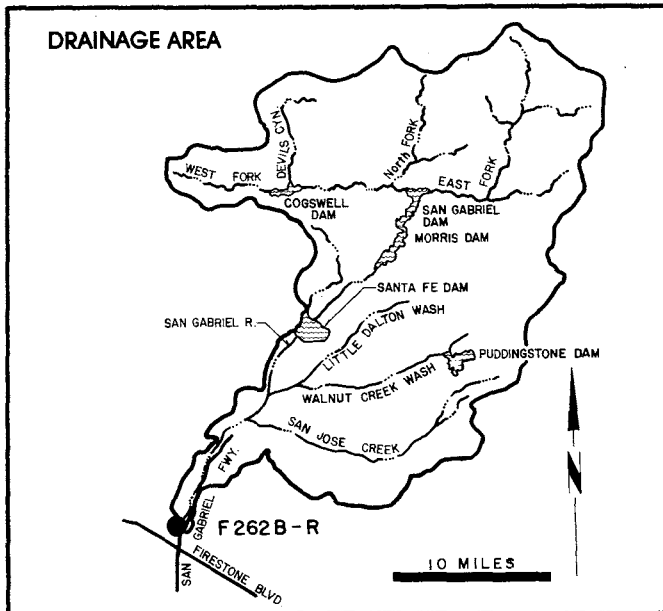 DRAINAGE AREA
DEVILS CYN
North FORK
WEST FORK
EAST FORK
COGSWELL
DAM
SAN GABRIEL
DAM
MORRIS DAM
SANTA FE DAM
SAN GABRIEL R.
LITTLE DALTON WASH
PUDDINGSTONE DAM
WALNUT CREEK WASH
SAN JOSE CREEK
N
F262B-R
SAN GABRIEL FWY.
FIRESTONE BLVD
10 MILES